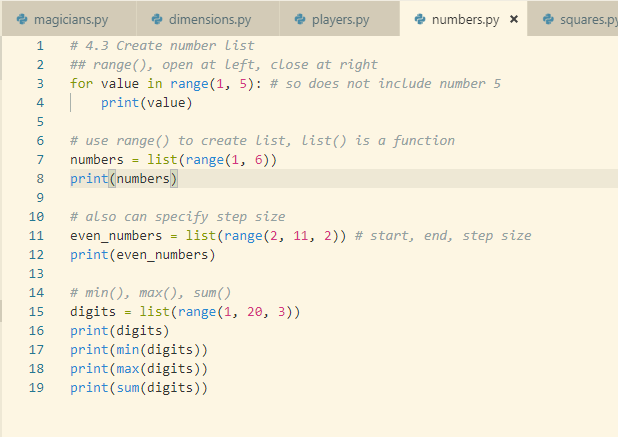 magicians.py dimensions.py players.py numbers.py × squares.py
1 # 4.3 Create number list
2 ## range(), open at left, close at right
3 for value in range(1, 5): # so does not include number 5
4     print(value)
5
6 # use range() to create list, list() is a function
7 numbers = list(range(1, 6))
8 print(numbers)
9
10 # also can specify step size
11 even_numbers = list(range(2, 11, 2)) # start, end, step size
12 print(even_numbers)
13
14 # min(), max(), sum()
15 digits = list(range(1, 20, 3))
16 print(digits)
17 print(min(digits))
18 print(max(digits))
19 print(sum(digits))